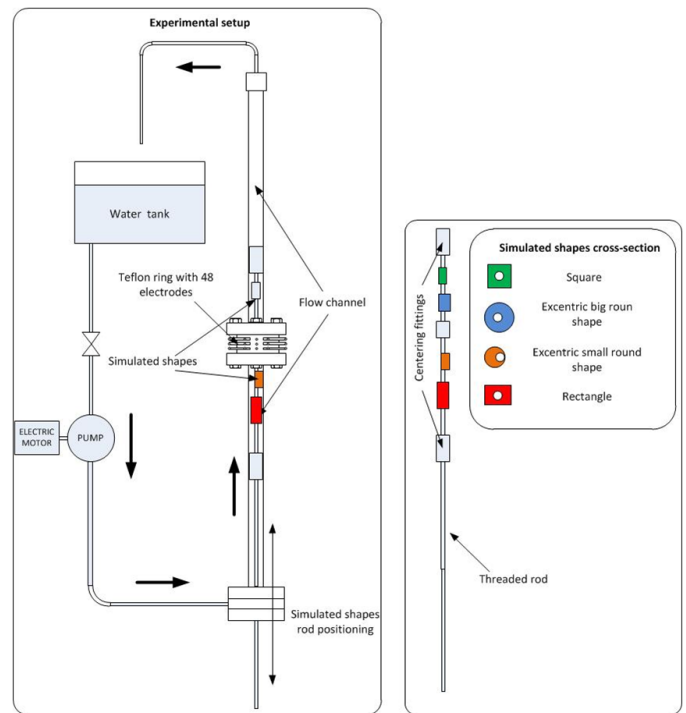 Experimental setup
Water tank
Teflon ring with 48
electrodes
Flow channel
Simulated shapes
ELECTRIC
MOTOR
PUMP
Simulated shapes
rod positioning
Simulated shapes cross-section
Square
Excentric big roun
shape
Excentric small round
shape
Rectangle
Centering fittings
Threaded rod